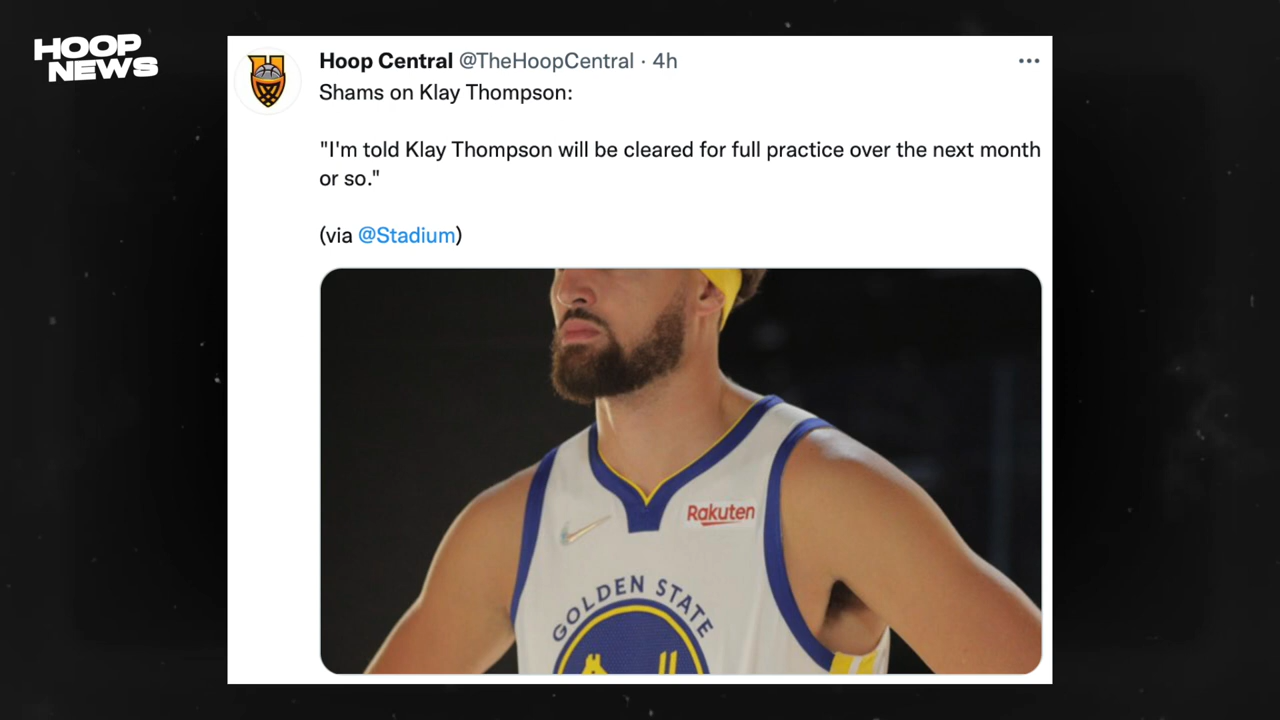 HOOP
NEWS
Hoop Central @TheHoopCentral · 4h
Shams on Klay Thompson:
"I'm told Klay Thompson will be cleared for full practice over the next month
or so."
(via @Stadium)
Rakuten
GOLDEN STATE